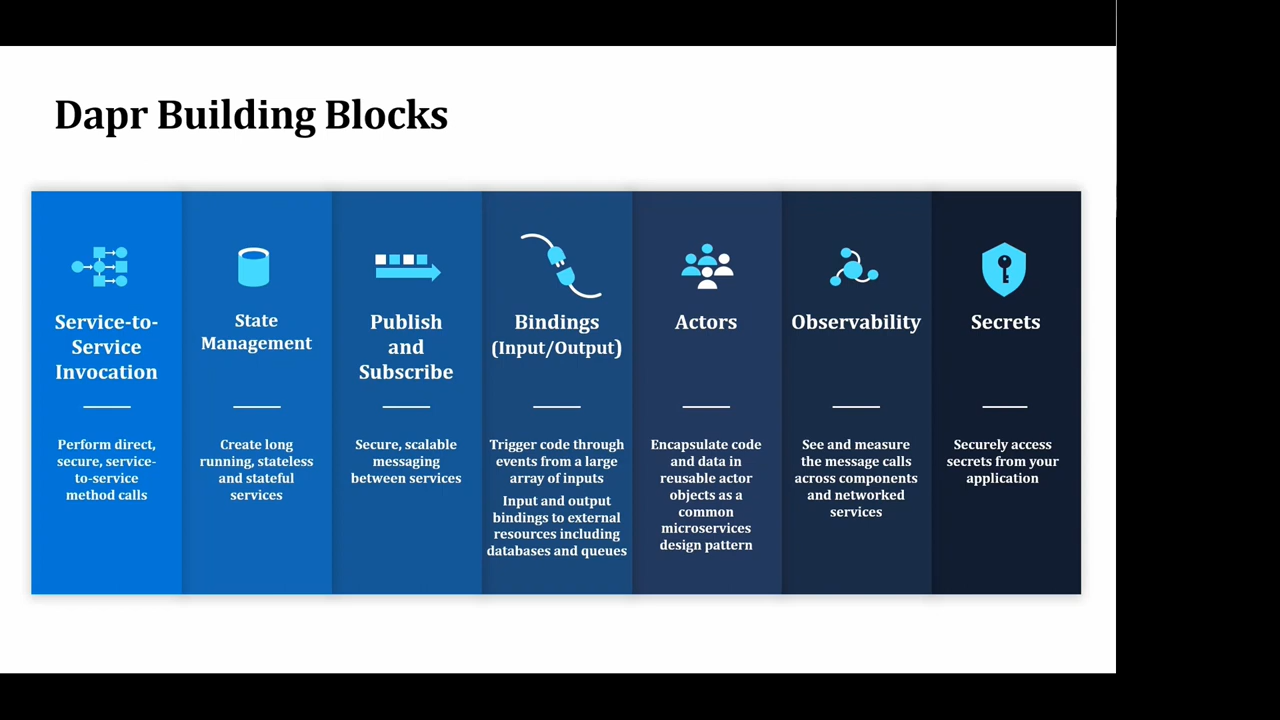 Dapr Building Blocks
Service-to-
Service
Invocation
Perform direct,
secure, service-
to-service
method calls
State
Management
Create long
running, stateless
and stateful
services
Publish
and
Subscribe
Secure, scalable
messaging
between services
Bindings
(Input/Output)
Trigger code through
events from a large
array of inputs
Input and output
bindings to external
resources including
databases and queues
Actors
Encapsulate code
and data in
reusable actor
objects as a
common
microservices
design pattern
Observability
See and measure
the message calls
across components
and networked
services
Secrets
Securely access
secrets from your
application